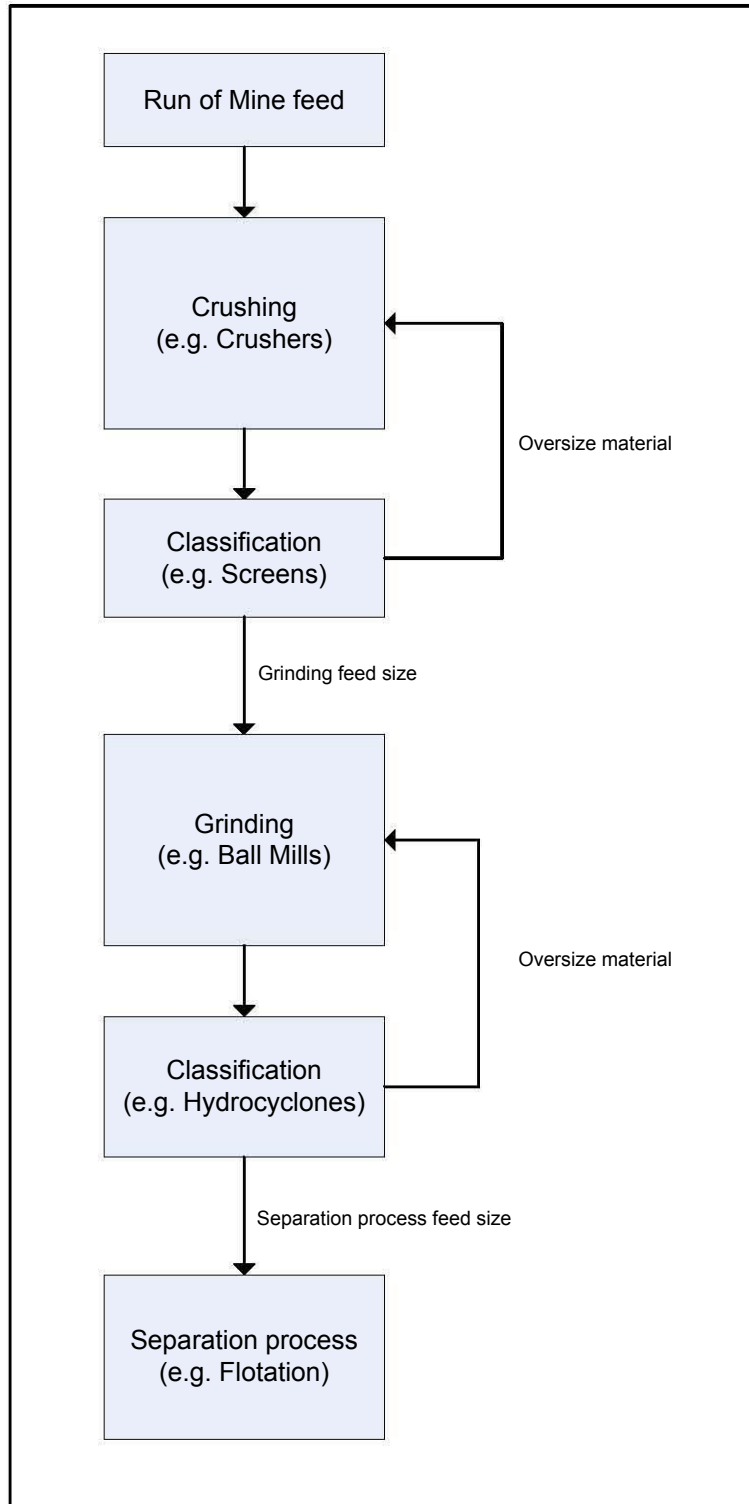 Run of Mine feed
Crushing
(e.g. Crushers)
Oversize material
Classification
(e.g. Screens)
Grinding feed size
Grinding
(e.g. Ball Mills)
Oversize material
Classification
(e.g. Hydrocyclones)
Separation process feed size
Separation process
(e.g. Flotation)